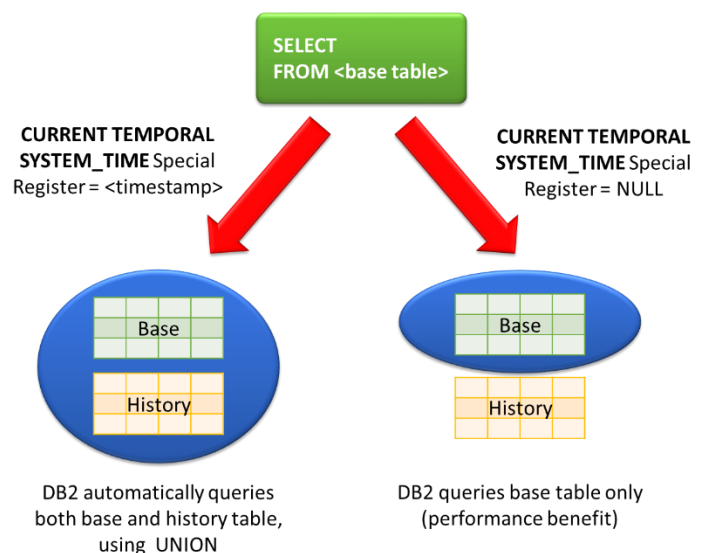 SELECT
FROM <base table>
CURRENT TEMPORAL
SYSTEM_TIME Special
Register = <timestamp>
CURRENT TEMPORAL
SYSTEM_TIME Special
Register = NULL
Base
History
Base
History
DB2 automatically queries
both base and history table,
using UNION
DB2 queries base table only
(performance benefit)